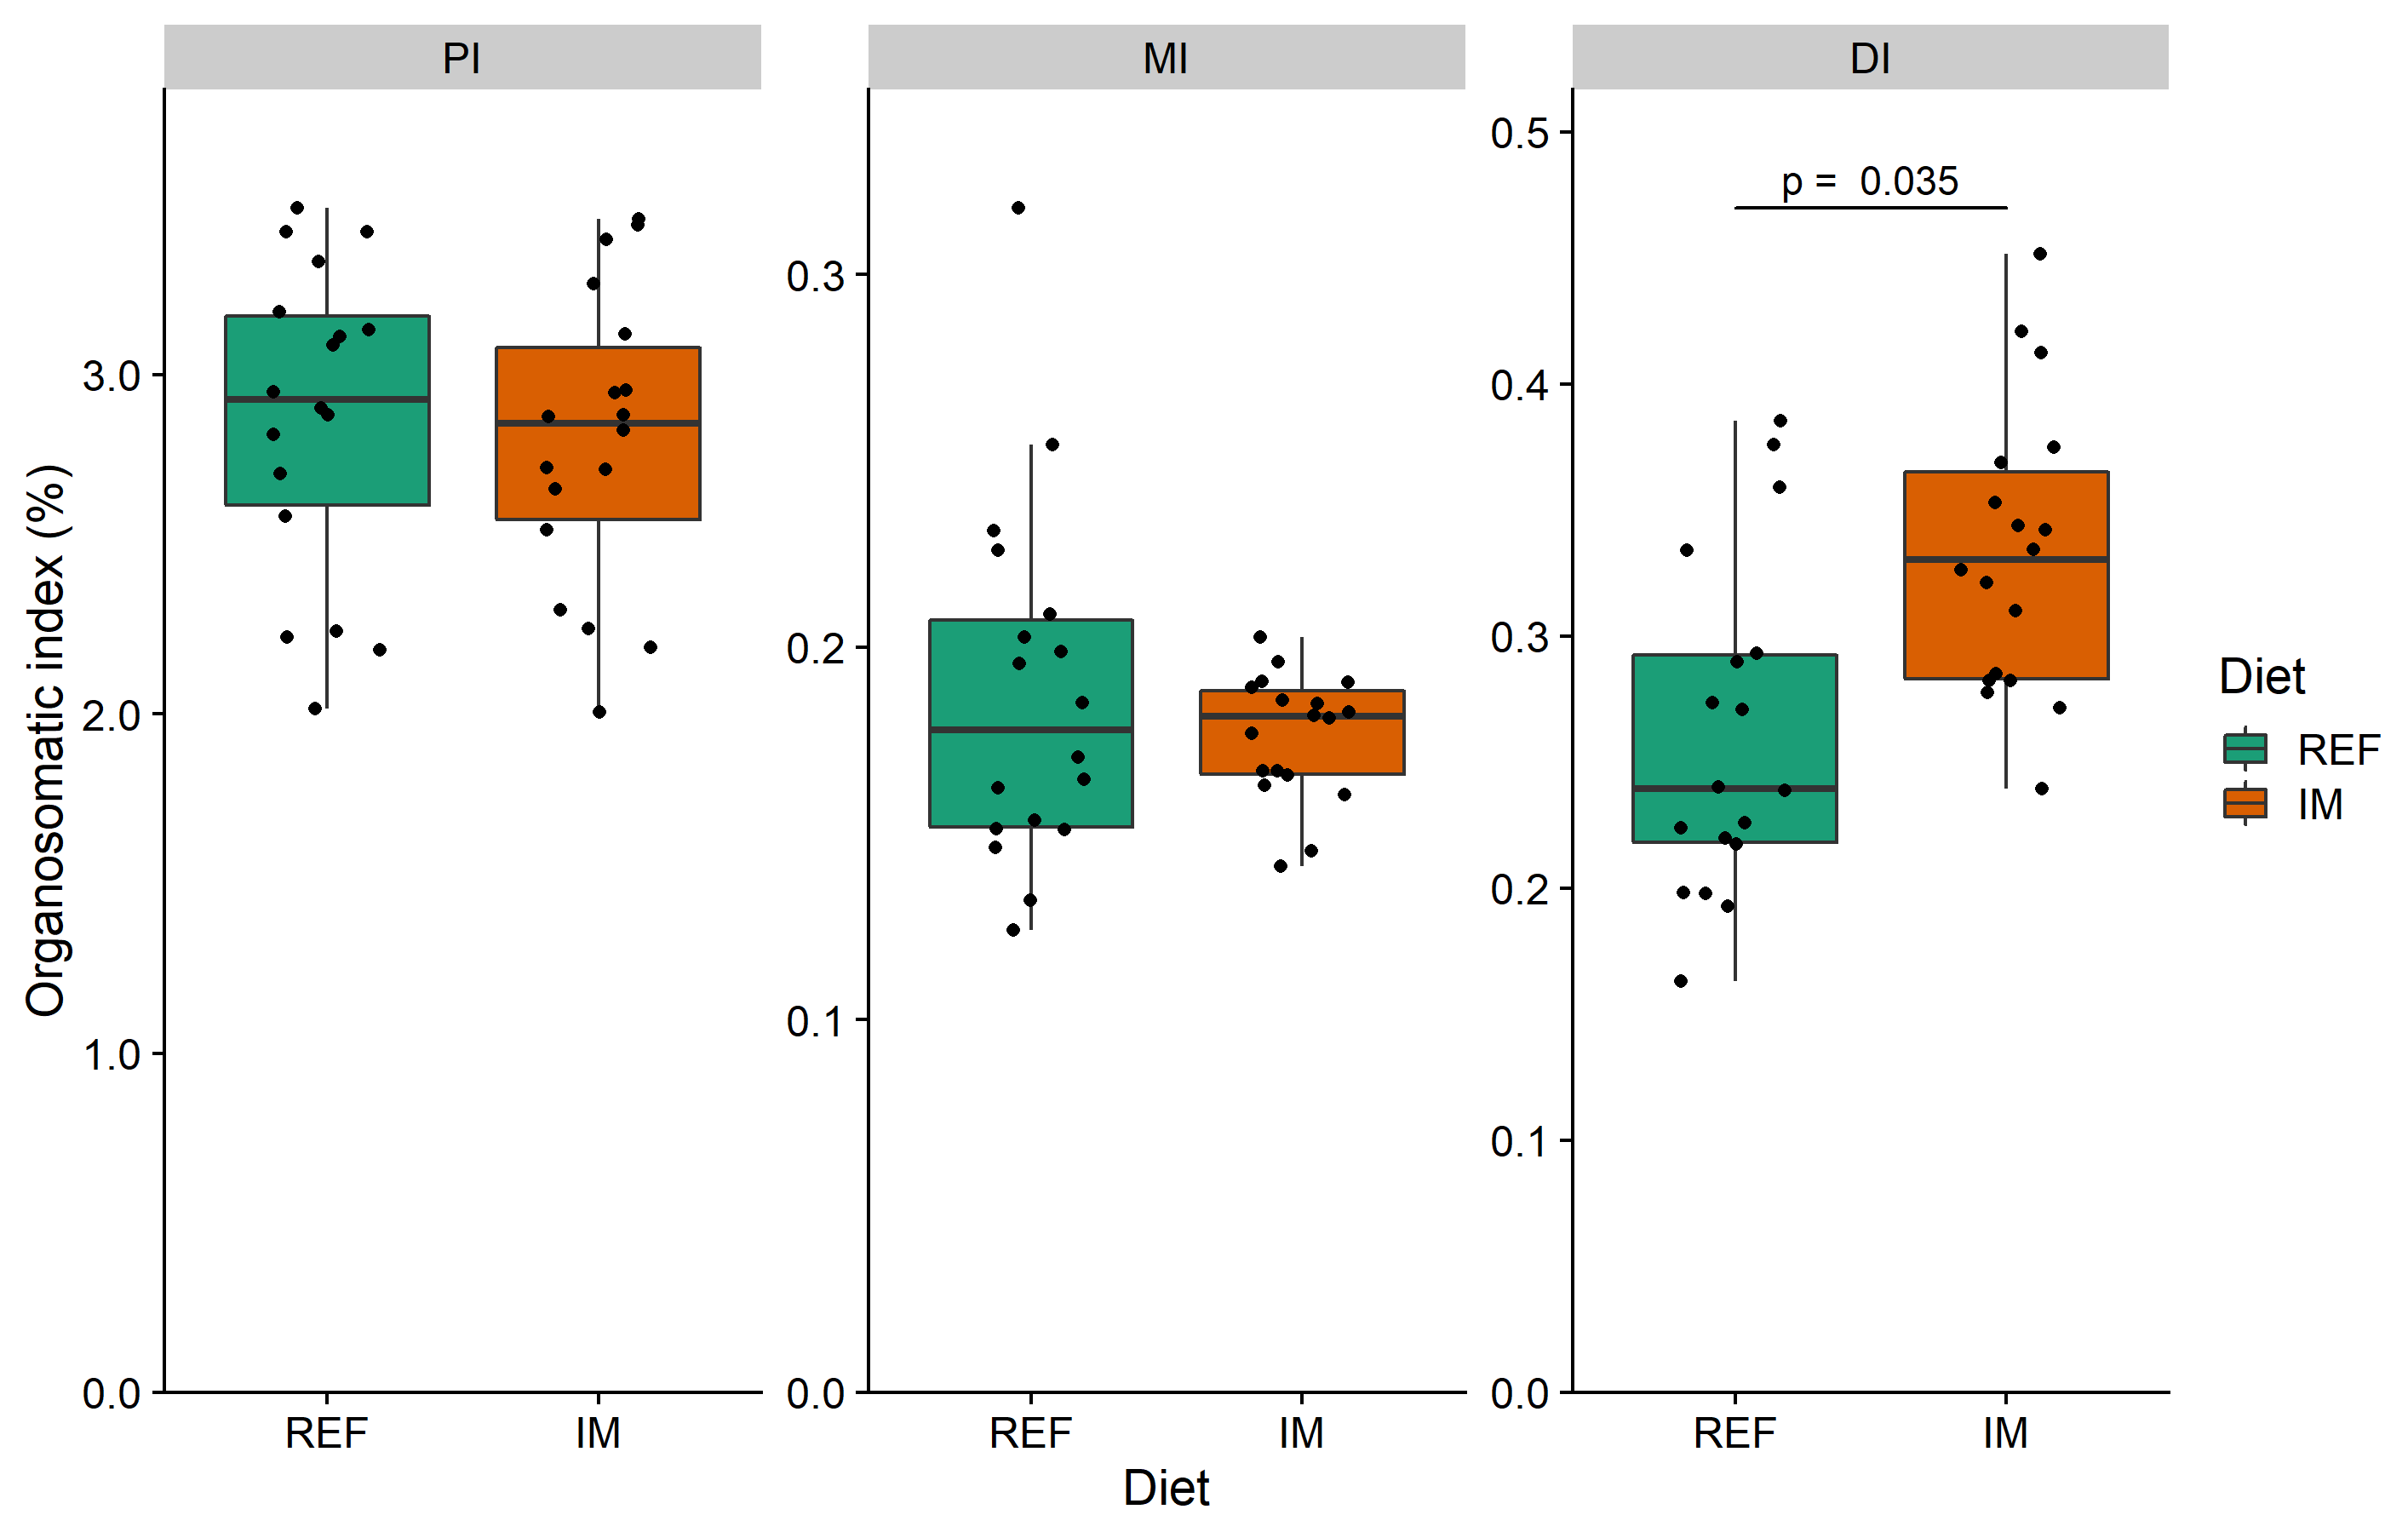 PI
MI
DI
Organosomatic index (%)
3.0
2.0
1.0
0.0
0.3
0.2
0.1
0.0
0.5
0.4
0.3
0.2
0.1
0.0
p =  0.035
REF
IM
REF
IM
REF
IM
Diet
Diet
REF
IM